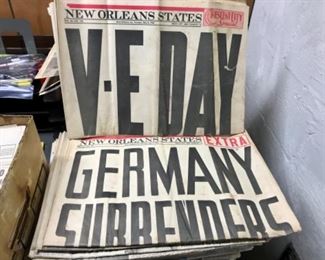 NEW ORLEANS STATES
V-E DAY
NEW ORLEANS STATES
EXTRA
GERMANY
SURRENDERS